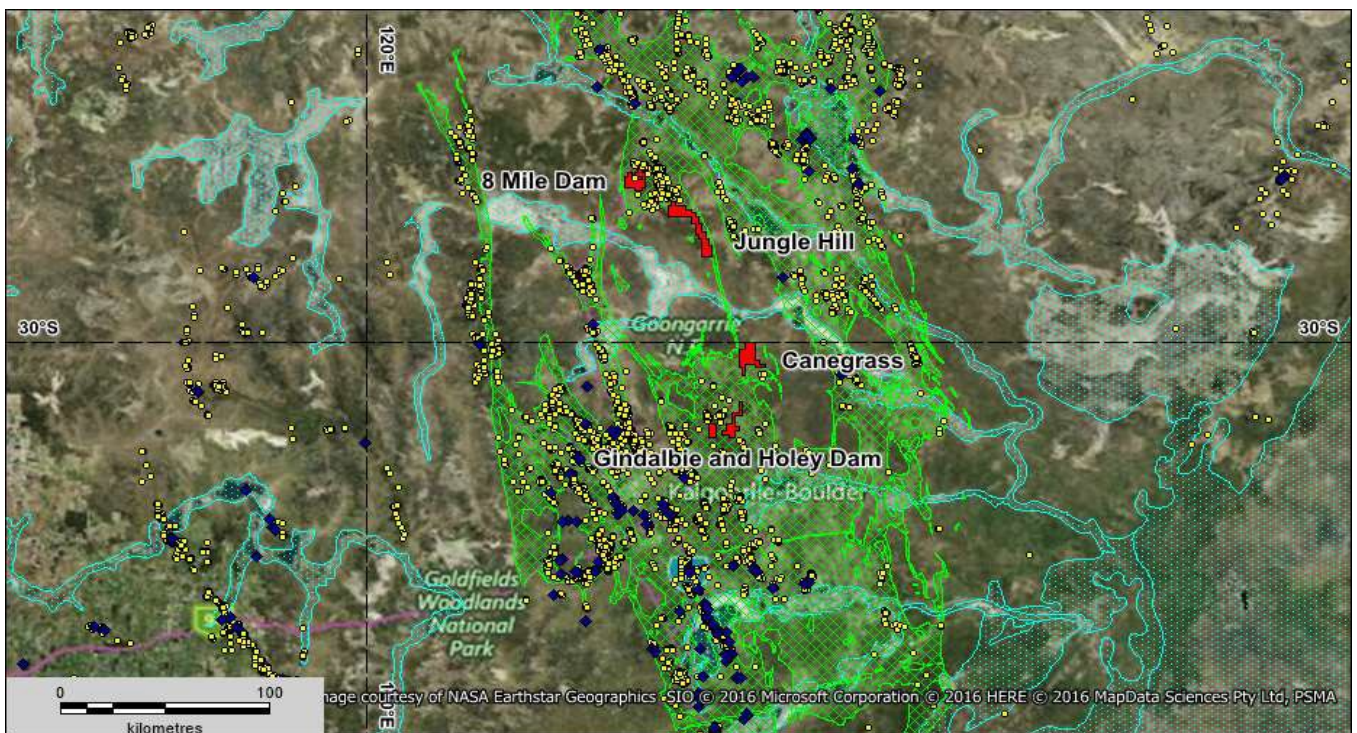 120°E
8 Mile Dam
Jungle Hill
30°S
30°S
Goongarrie
N.P.
Canegrass
Gindalbie and Holey Dam
Kalgoorlie-Boulder
Goldfields
Woodlands
National
Park
0 100
kilometres
mage courtesy of NASA Earthstar Geographics SIO © 2016 Microsoft Corporation © 2016 HERE © 2016 MapData Sciences Pty Ltd, PSMA